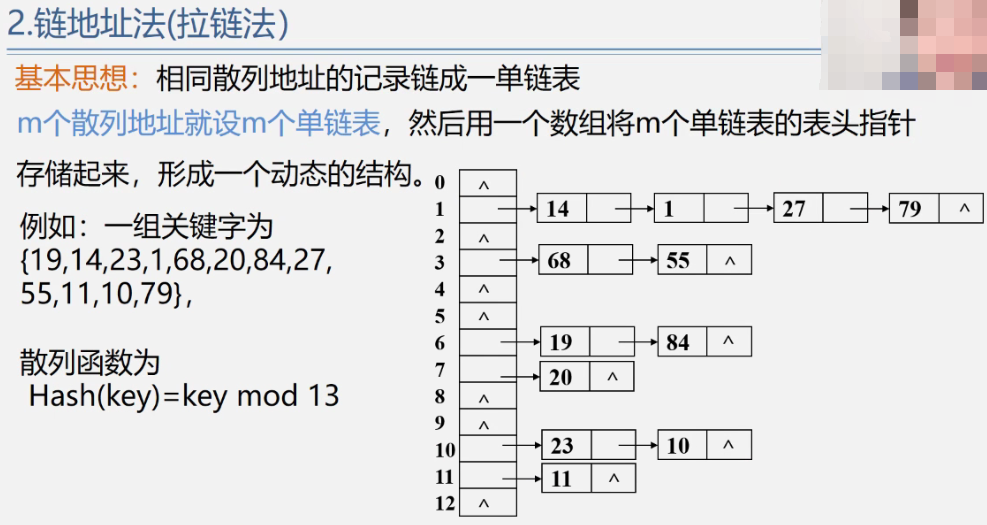 2.链地址法(拉链法)
基本思想：相同散列地址的记录链成一单链表
m个散列地址就设m个单链表，然后用一个数组将m个单链表的表头指针
存储起来，形成一个动态的结构。
例如：一组关键字为
{19,14,23,1,68,20,84,27,
55,11,10,79},
散列函数为
Hash(key)=key mod 13
0 ^
1 14 1 27 79 ^
2 ^
3 68 55 ^
4 ^
5 ^
6 19 84 ^
7 20 ^
8 ^
9 ^
10 23 10 ^
11 11 ^
12 ^